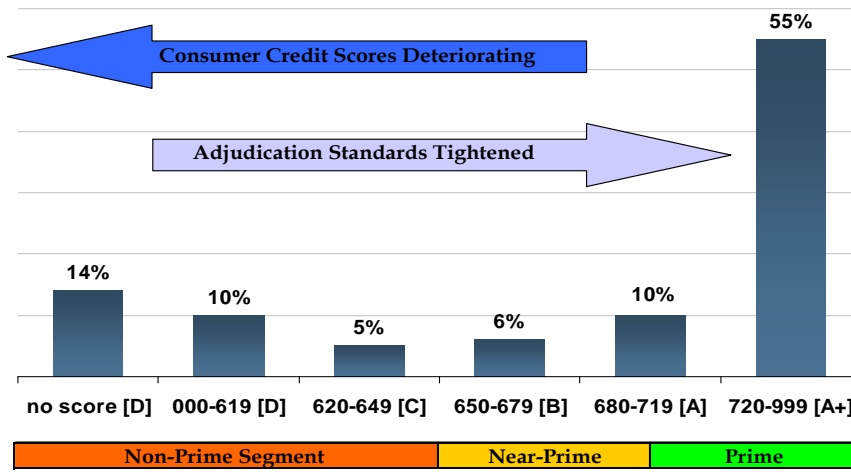 55%
Consumer Credit Scores Deteriorating
Adjudication Standards Tightened
14%
10%
5%
6%
10%
no score [D] 000-619 [D] 620-649 [C] 650-679 [B] 680-719 [A] 720-999 [A+]
Non-Prime Segment Near-Prime Prime